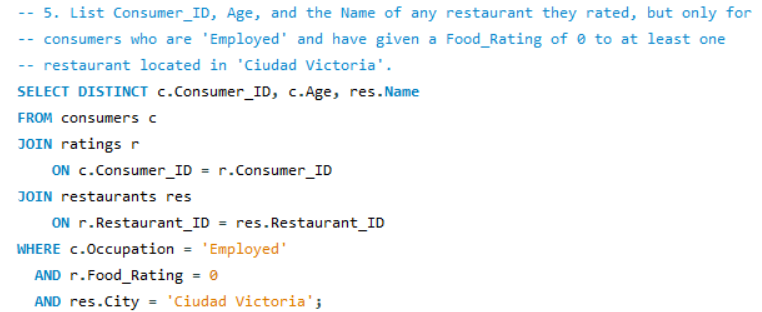 -- 5. List Consumer_ID, Age, and the Name of any restaurant they rated, but only for
-- consumers who are 'Employed' and have given a Food_Rating of 0 to at least one
-- restaurant located in 'Ciudad Victoria'.
SELECT DISTINCT c.Consumer_ID, c.Age, res.Name
FROM consumers c
JOIN ratings r
    ON c.Consumer_ID = r.Consumer_ID
JOIN restaurants res
    ON r.Restaurant_ID = res.Restaurant_ID
WHERE c.Occupation = 'Employed'
  AND r.Food_Rating = 0
  AND res.City = 'Ciudad Victoria';